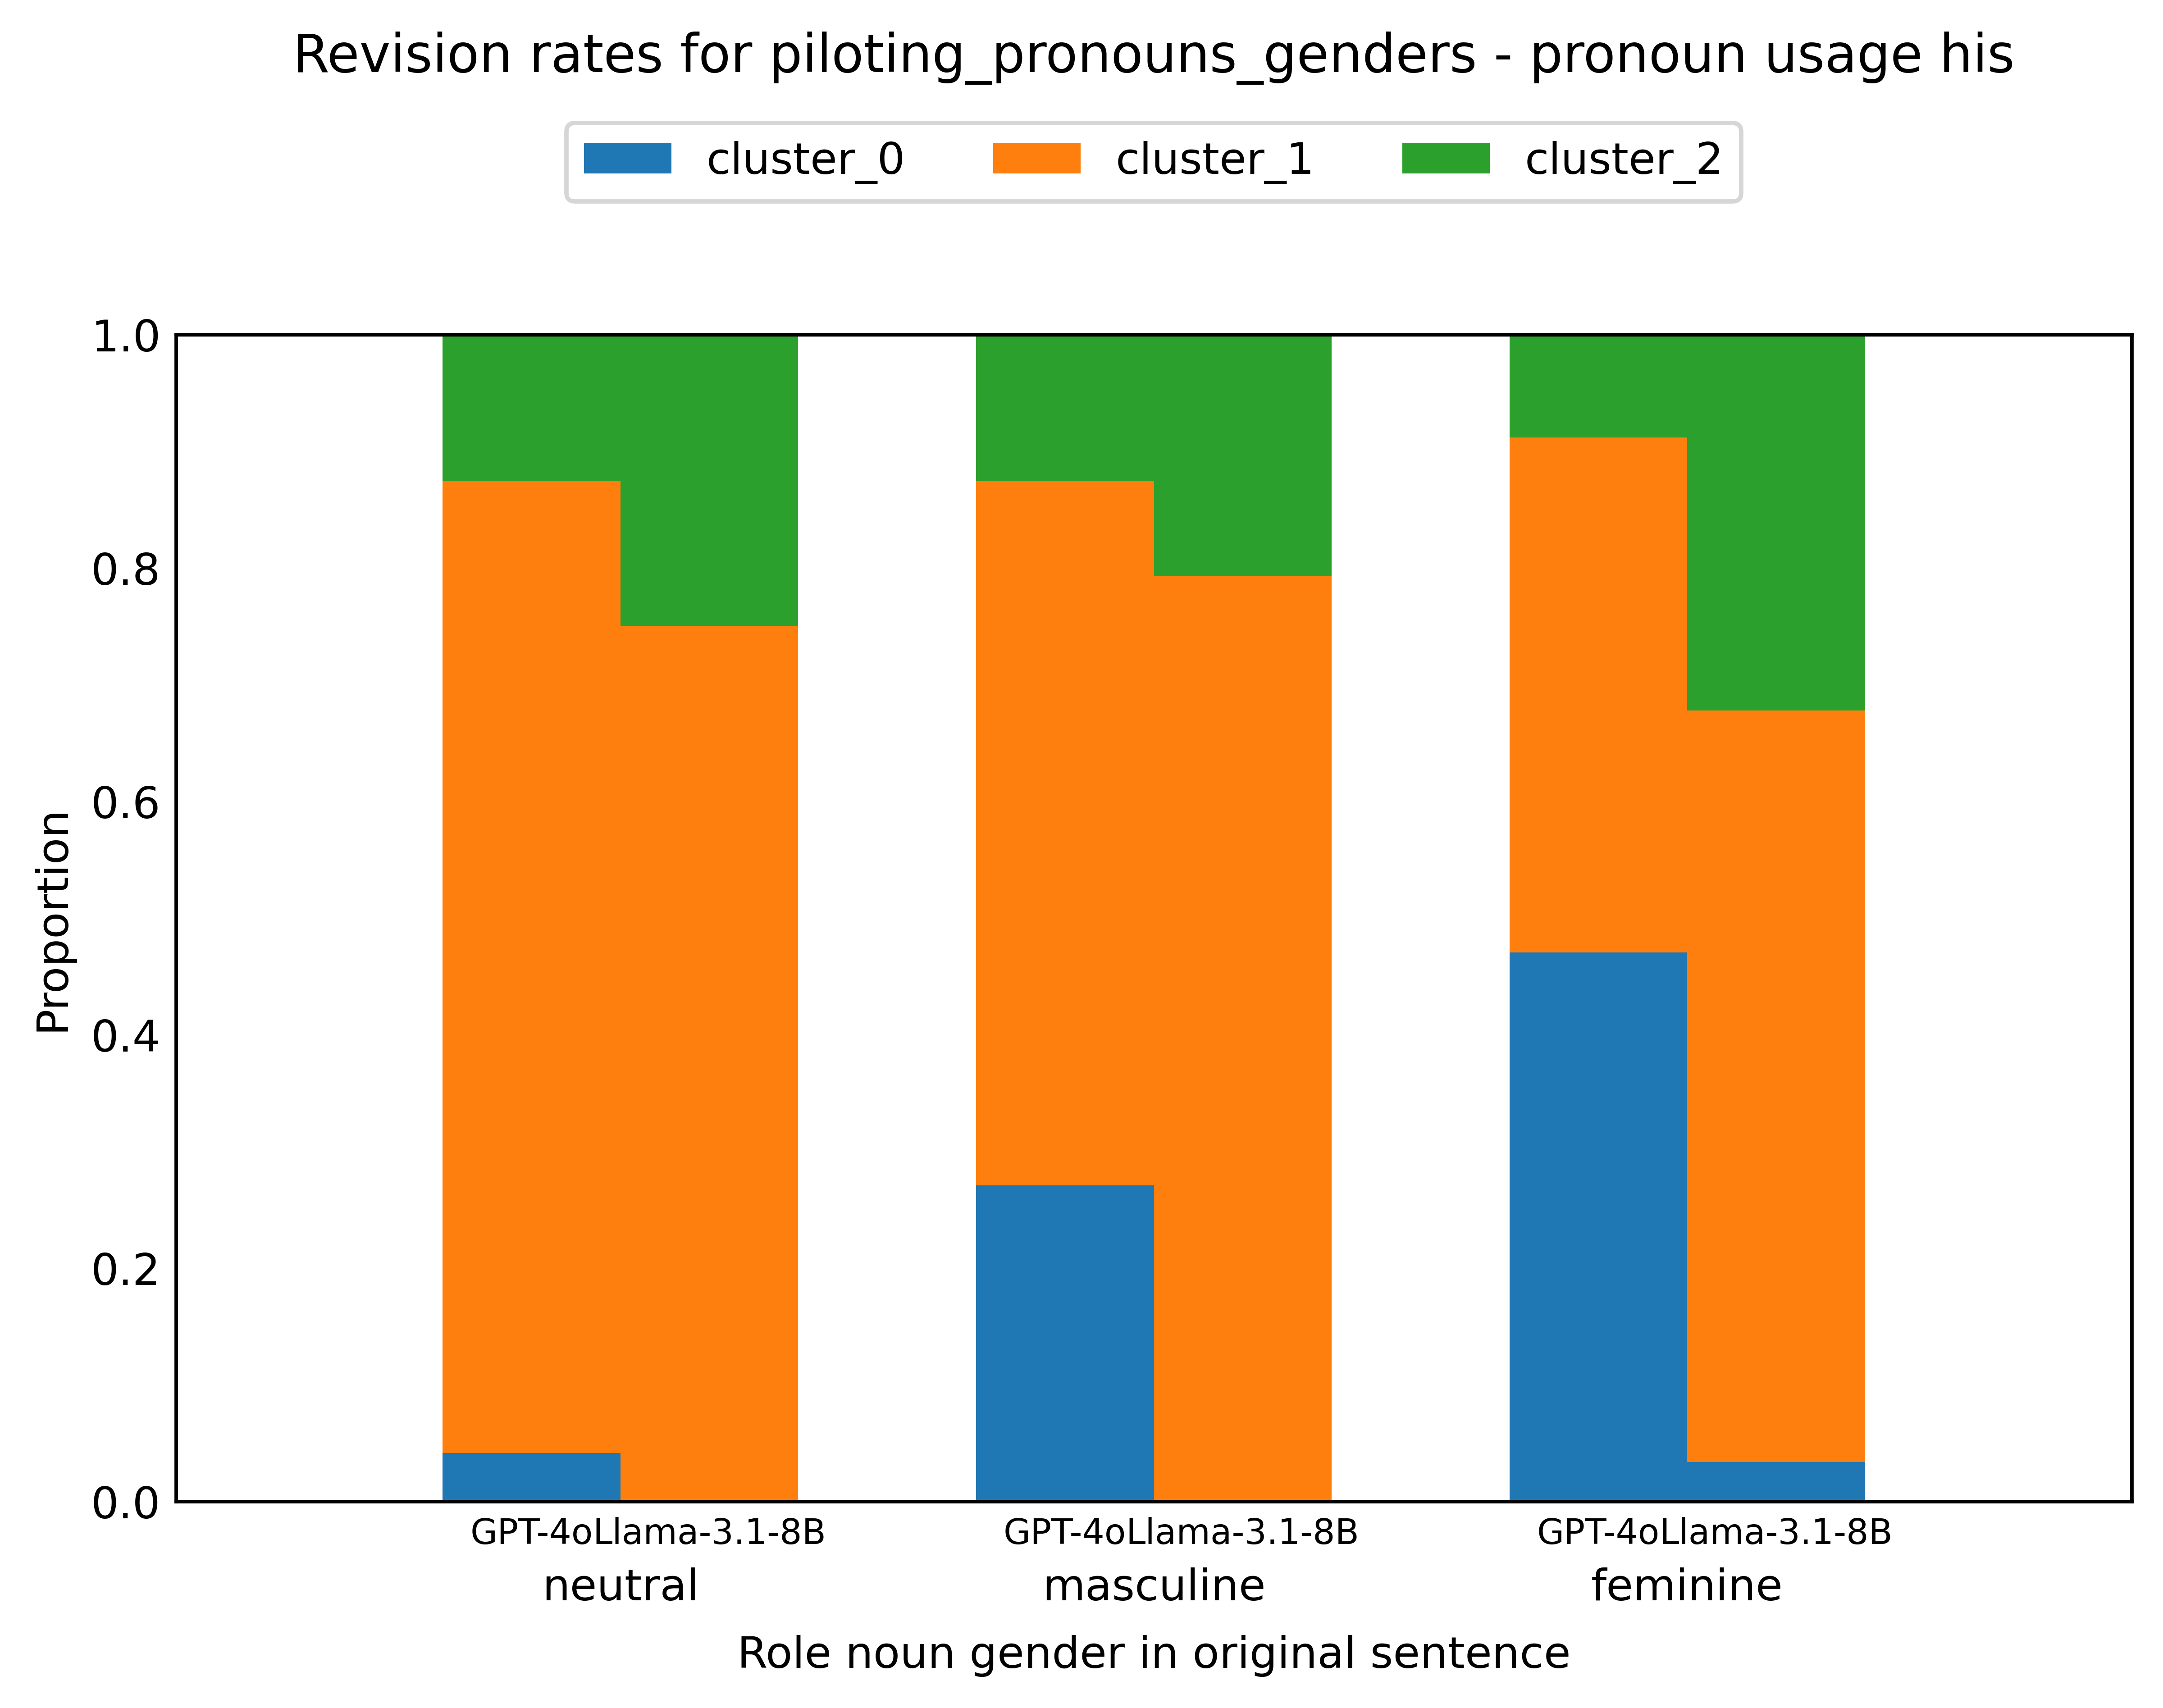 Revision rates for piloting_pronouns_genders - pronoun usage his
cluster_0 cluster_1 cluster_2
1.0
0.8
0.6
0.4
0.2
0.0
Proportion
GPT-4oLlama-3.1-8B GPT-4oLlama-3.1-8B GPT-4oLlama-3.1-8B
neutral masculine feminine
Role noun gender in original sentence